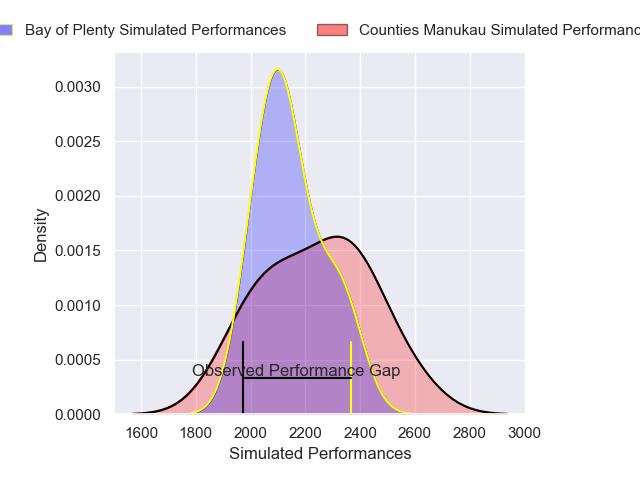 Bay of Plenty Simulated Performances
Counties Manukau Simulated
0.0030
0.0025
0.0020
0.0015
0.0010
0.0005
0.0000
Density
Observed Performance Gap
1600 1800 2000 2200 2400 2600 2800 3000
Simulated Performances